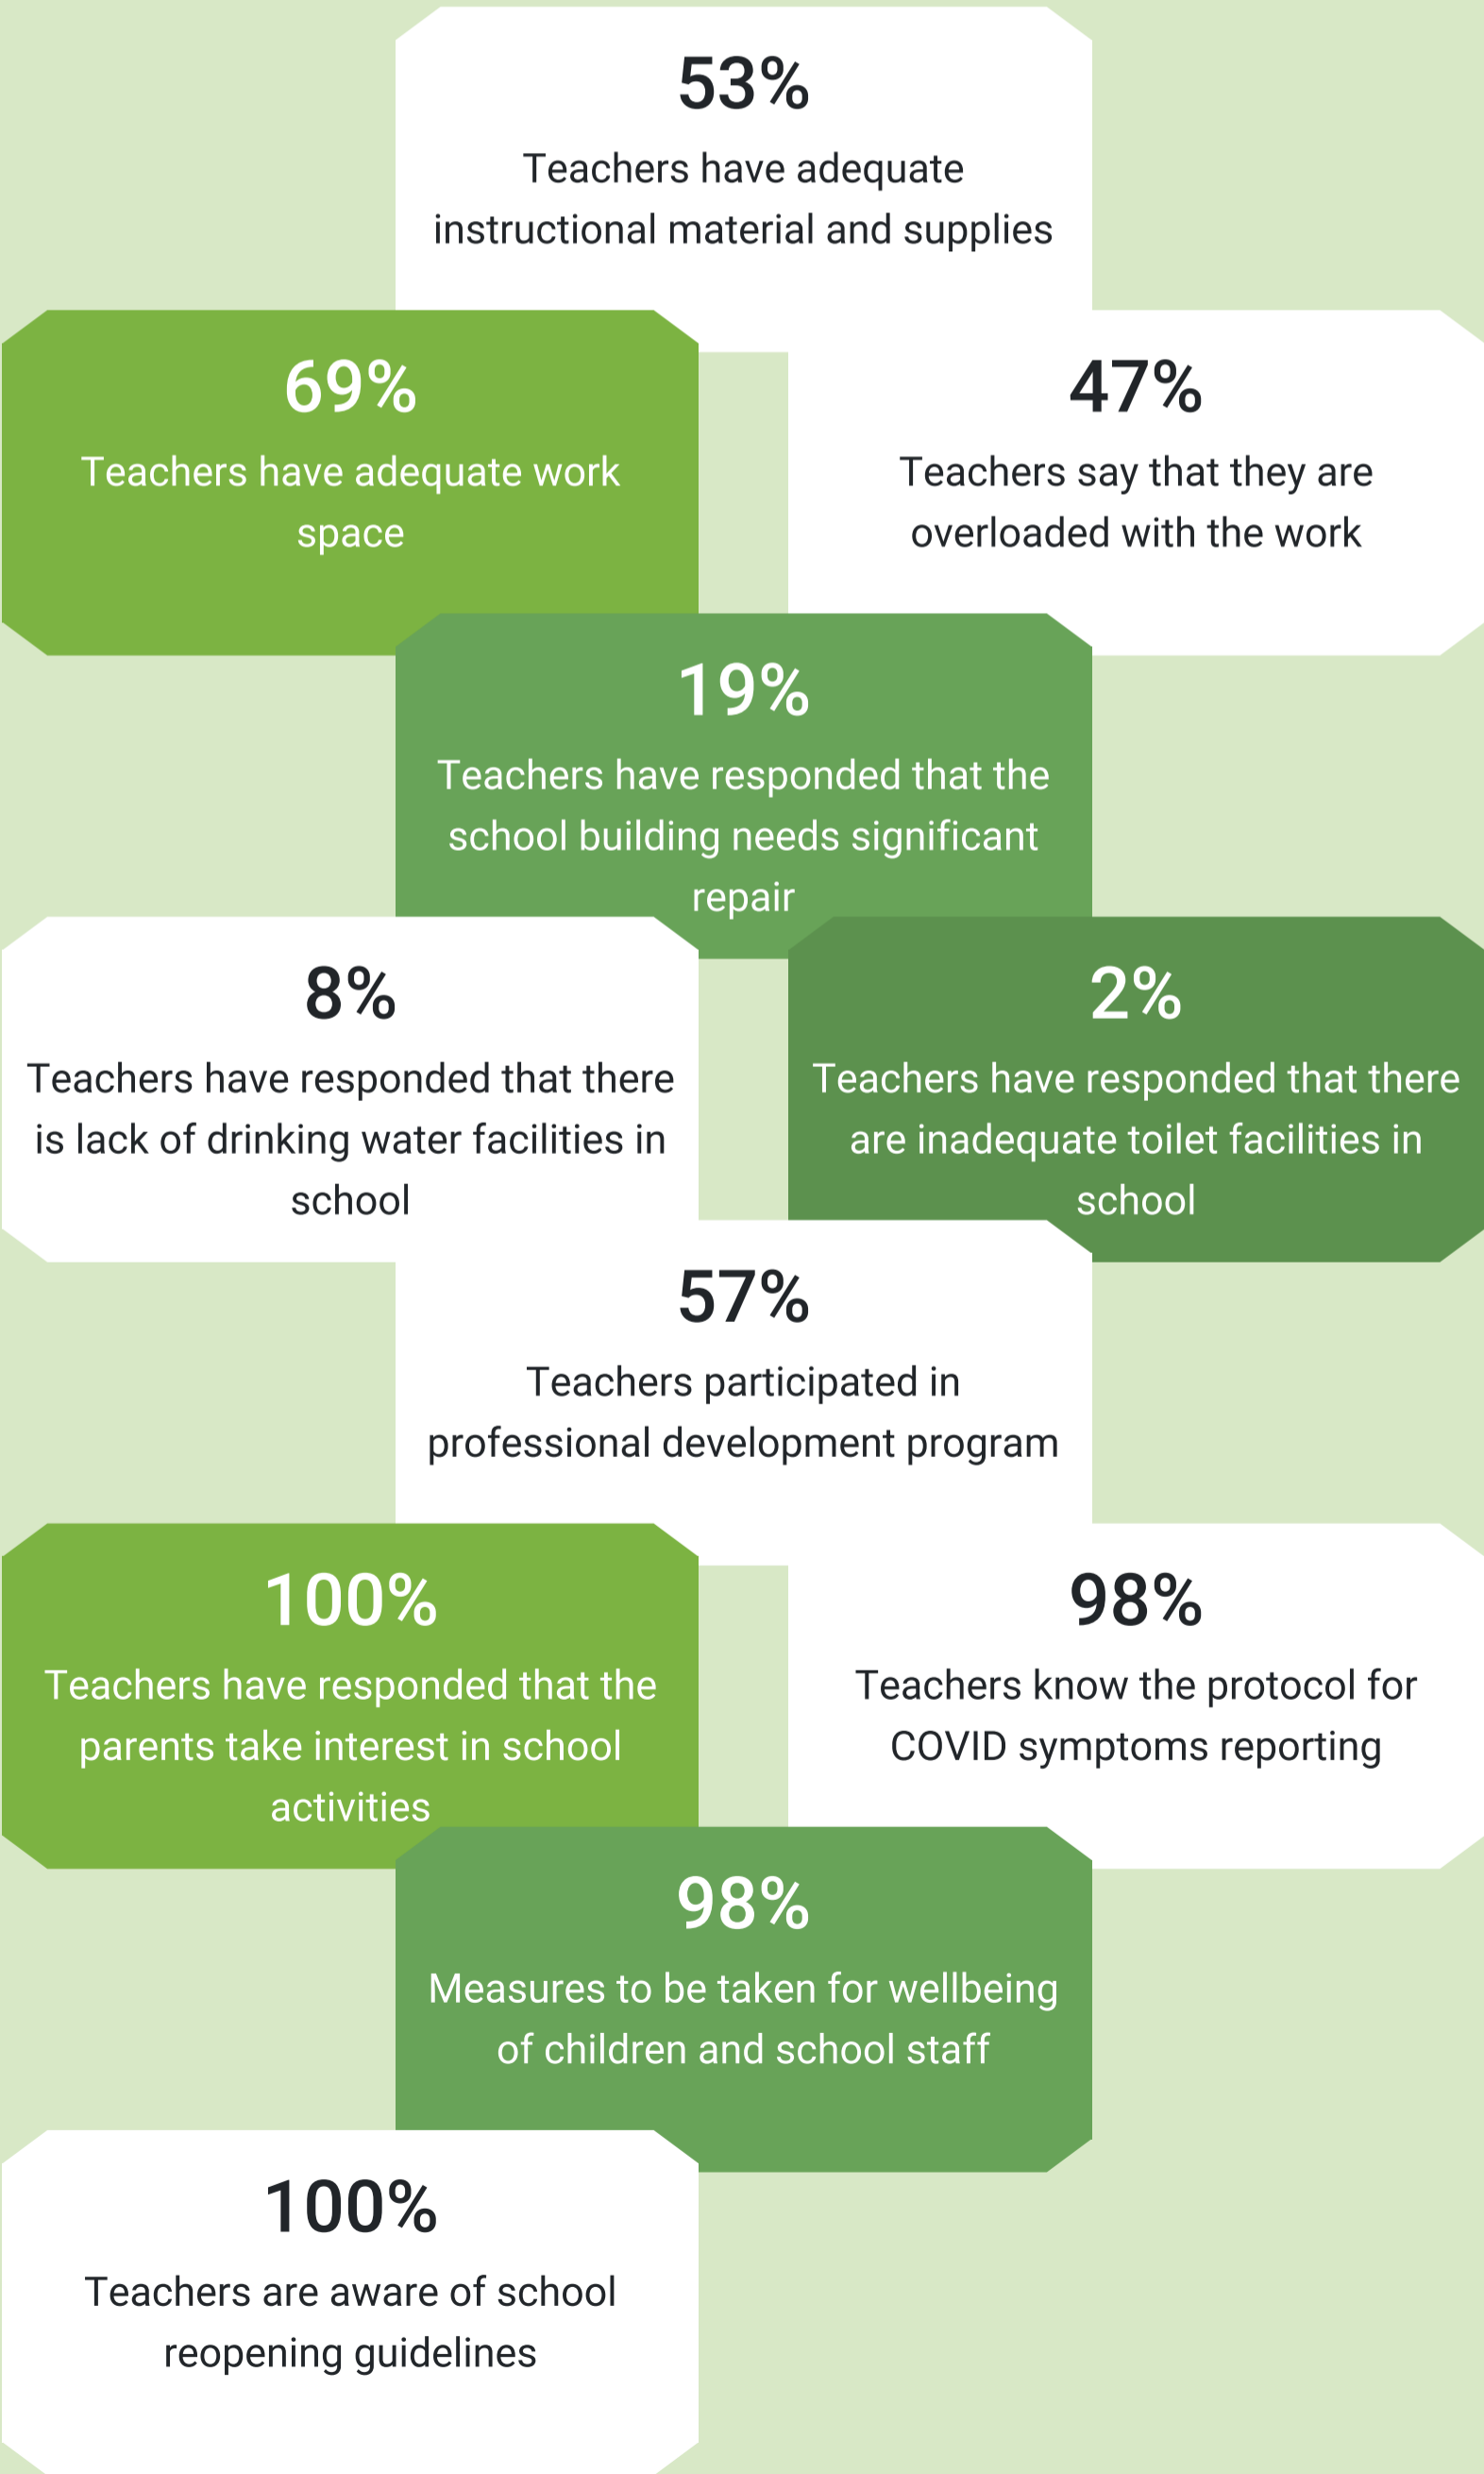 53%
Teachers have adequate
instructional material and supplies
69%
Teachers have adequate work
space
47%
Teachers say that they are
overloaded with the work
19%
Teachers have responded that the
school building needs significant
repair
8%
Teachers have responded that there
is lack of drinking water facilities in
school
2%
Teachers have responded that there
are inadequate toilet facilities in
school
57%
Teachers participated in
professional development program
100%
Teachers have responded that the
parents take interest in school
activities
98%
Teachers know the protocol for
COVID symptoms reporting
98%
Measures to be taken for wellbeing
of children and school staff
100%
Teachers are aware of school
reopening guidelines